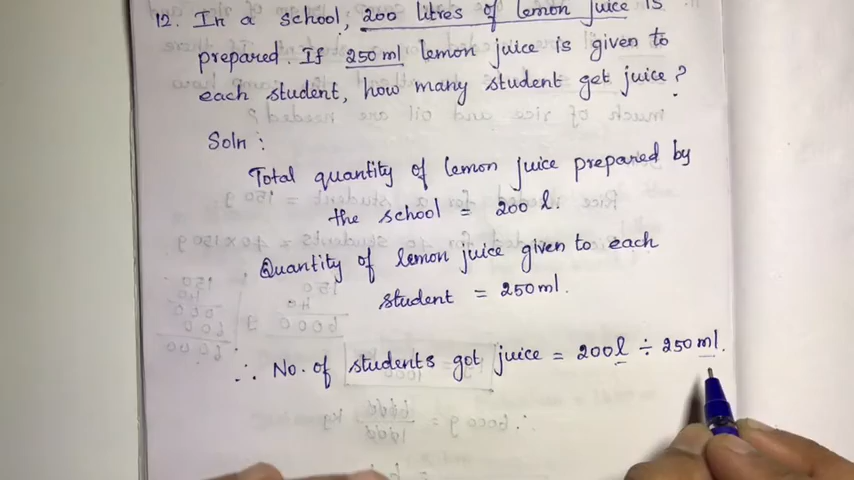 12. In a school, 200 litres of lemon juice is
prepared. If 250 ml lemon juice is given to
each student, how many student get juice?
Soln :
Total quantity of lemon juice prepared by
the school = 200 l.
Quantity of lemon juice given to each
student = 250 ml.
∴ No. of students got juice = 200 l ÷ 250 ml.